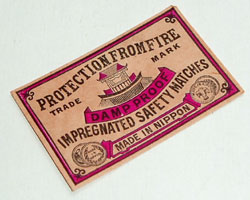 PROTECTION FROM FIRE
TRADE MARK
DAMP PROOF
IMPREGNATED SAFETY MATCHES
MADE IN NIPPON